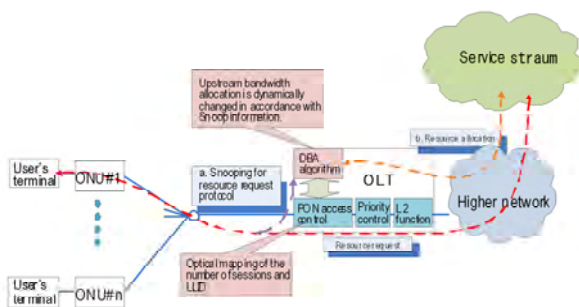 Service straum
Upstream bandwidth
allocation is dynamically
changed in accordance with
Snoop information.
b. Resource allocation
User's
terminal
ONU#1
a. Snooping for
resource request
protocol
DBA
algorithm
OLT
PON access
control
Priority
control
L2
function
Higher network
Resource request
Optical mapping of the
number of sessions and
LLID
User's
terminal
ONU#n